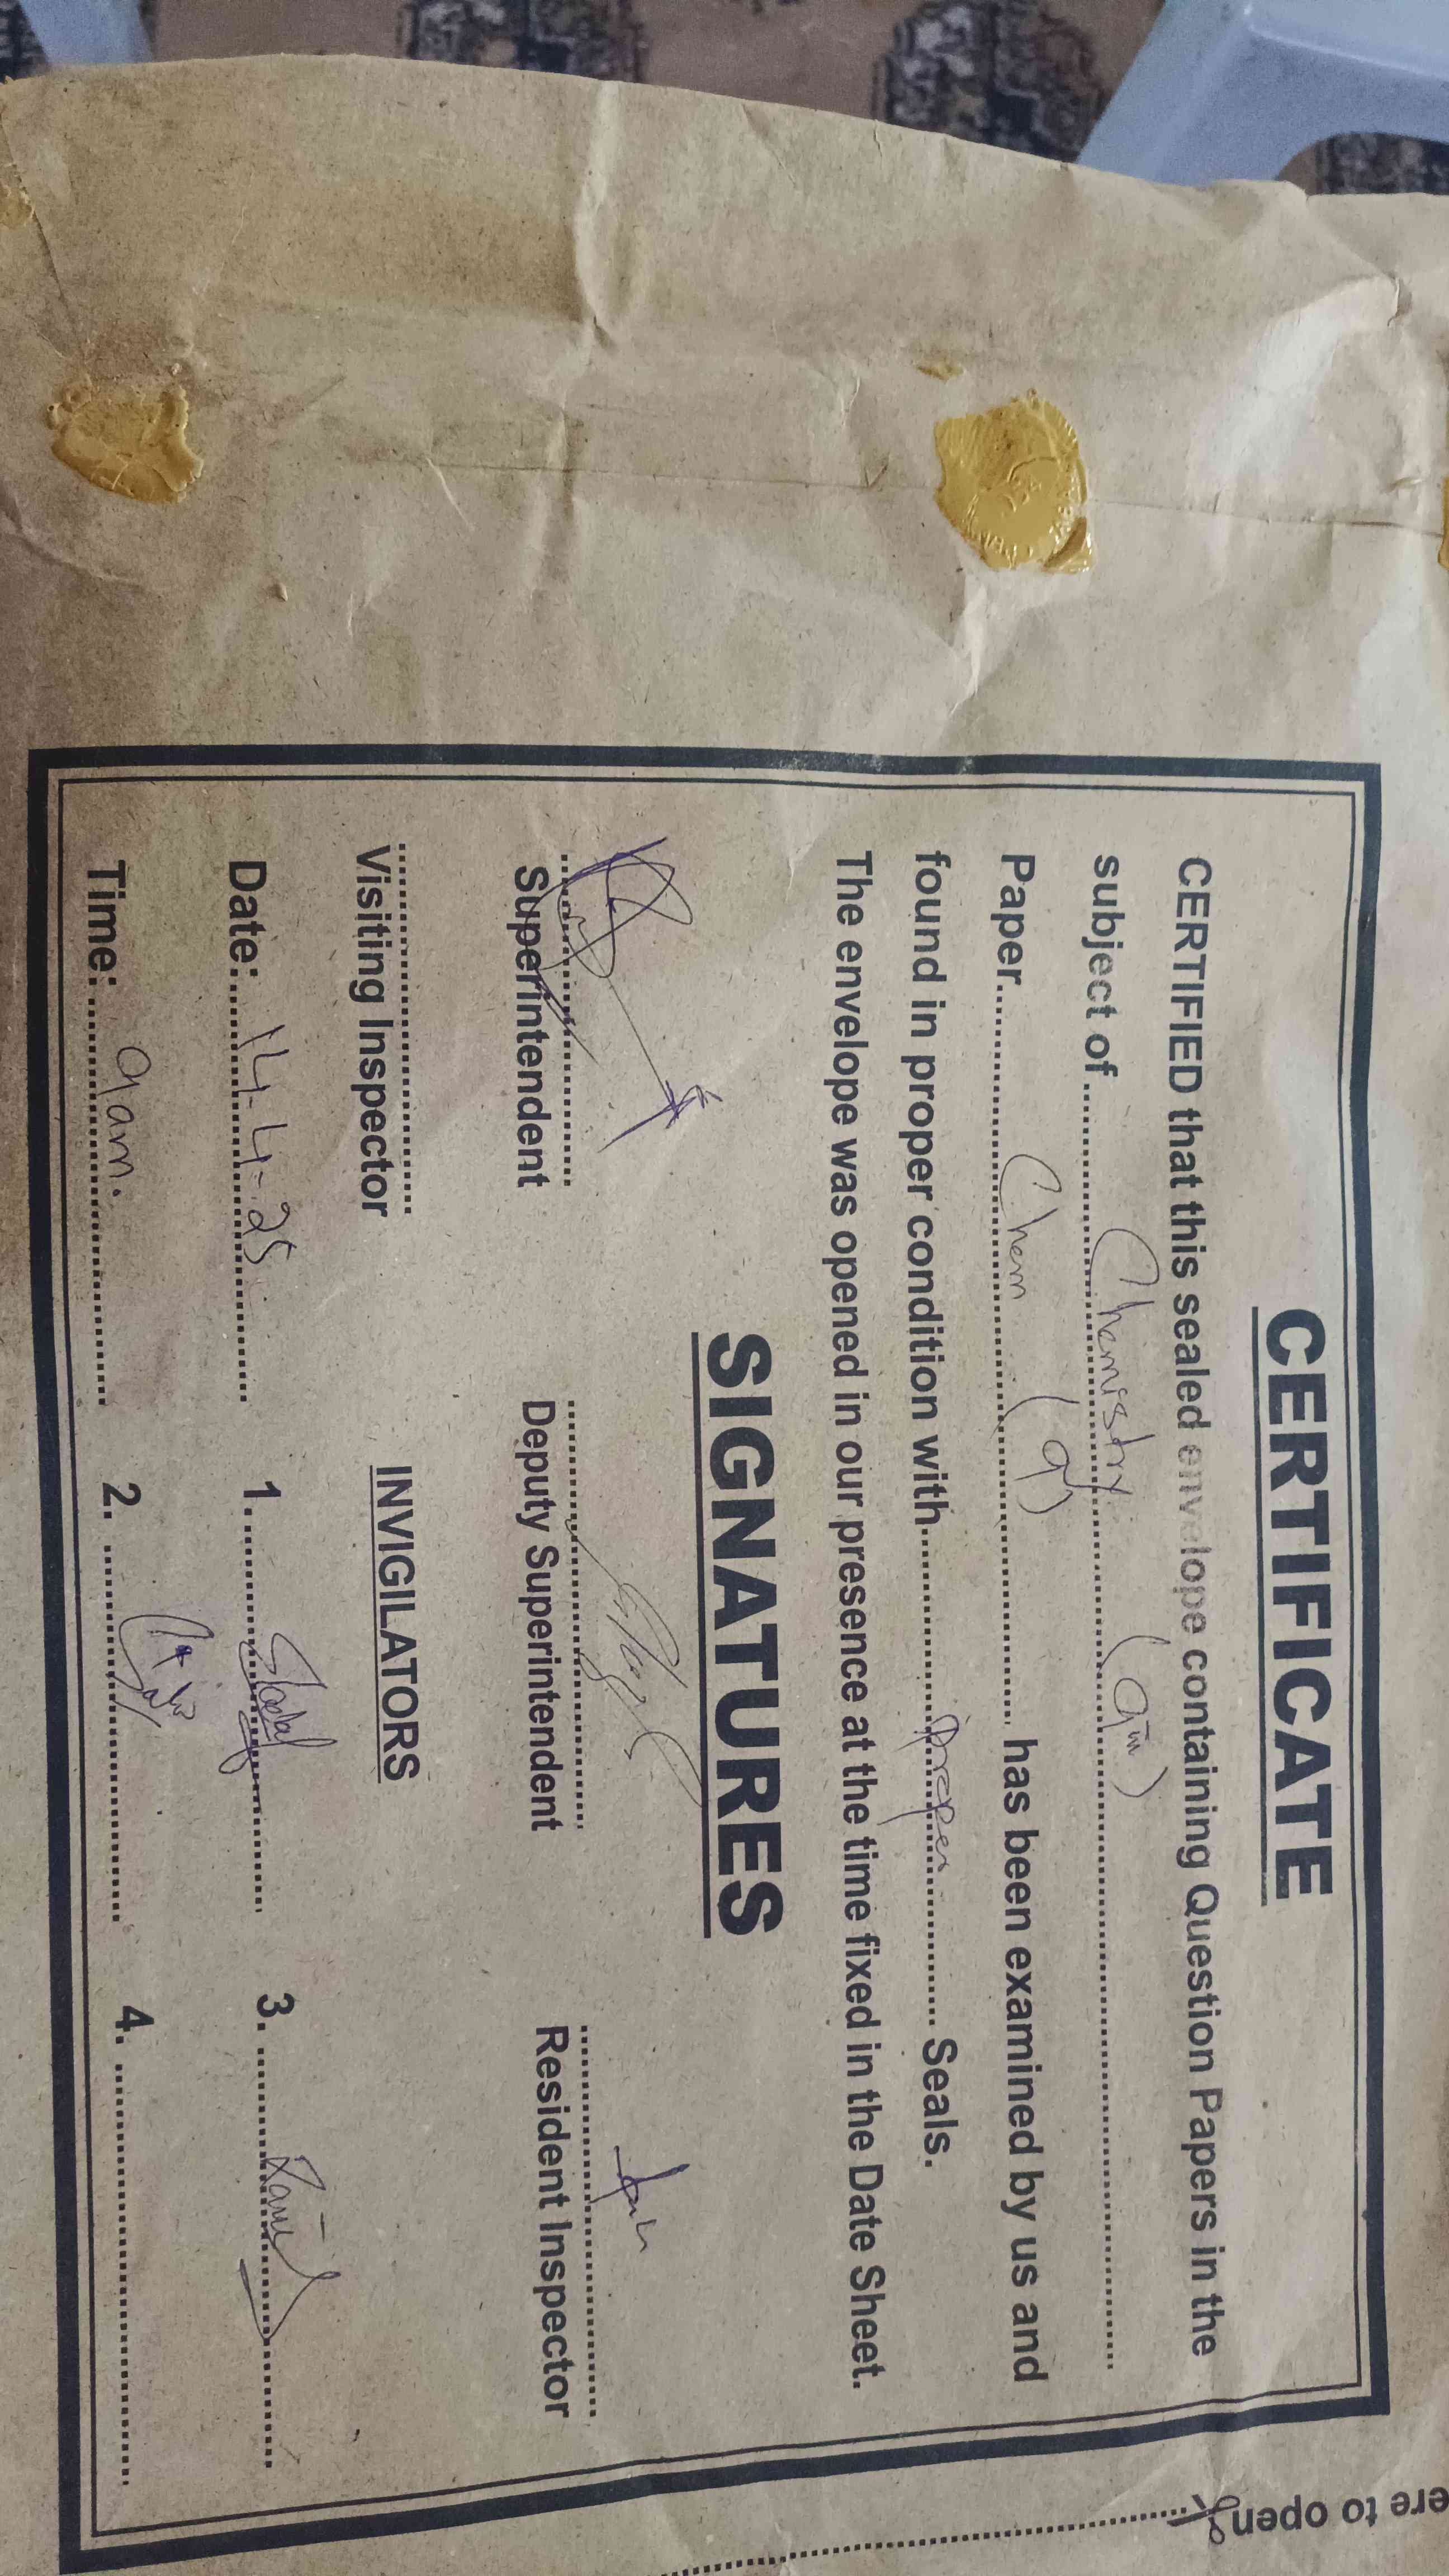 CERTIFICATE
CERTIFIED that this sealed envelope containing Question Papers in the
subject of Chemistry (9th)
Paper Chem (9) has been examined by us and
found in proper condition with proper Seals.
The envelope was opened in our presence at the time fixed in the Date Sheet.
SIGNATURES
Superintendent
Deputy Superintendent
Resident Inspector
Visiting Inspector
INVIGILATORS
Date: 14-4-25
1.
3.
Time: 9 am.
2.
4.
ere to open